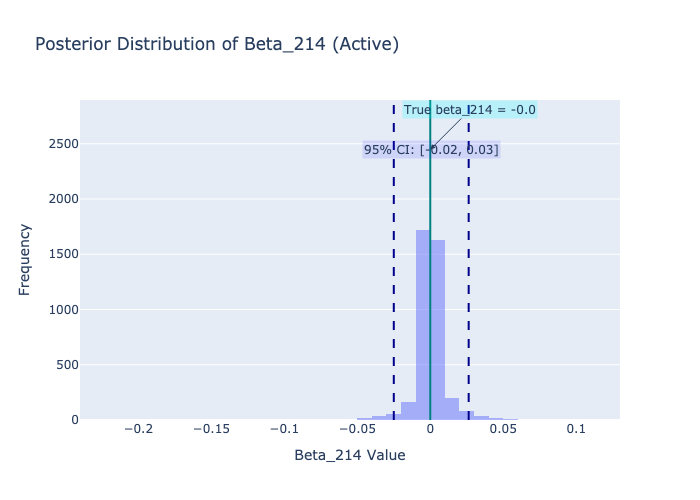 Posterior Distribution of Beta_214 (Active)
True beta_214 = -0.0
95% CI: [-0.02, 0.03]
2500
2000
1500
1000
500
0
Frequency
−0.2 −0.15 −0.1 −0.05 0 0.05 0.1
Beta_214 Value